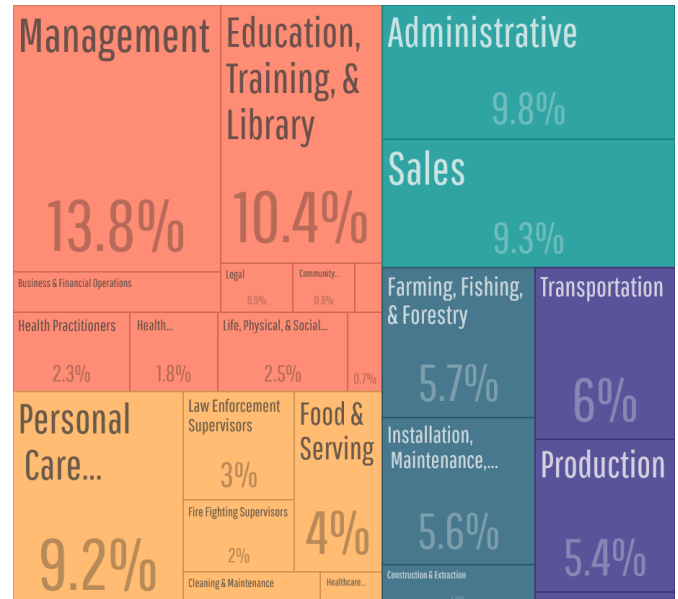 Management
13.8%
Education,
Training, &
Library
10.4%
Administrative
9.8%
Sales
9.3%
Business & Financial Operations
Legal
0.9%
Community...
0.8%
Health Practitioners
2.3%
Health...
1.8%
Life, Physical, & Social...
2.5%
0.7%
Farming, Fishing,
& Forestry
5.7%
Transportation
6%
Installation,
Maintenance,...
5.6%
Production
5.4%
Construction & Extraction
Personal
Care...
9.2%
Law Enforcement
Supervisors
3%
Food &
Serving
4%
Fire Fighting Supervisors
2%
Cleaning & Maintenance
Healthcare...